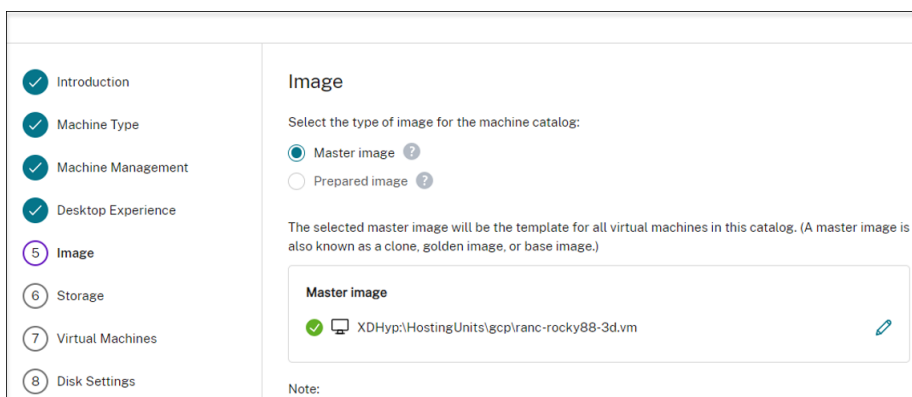 Introduction
Machine Type
Machine Management
Desktop Experience
5 Image
6 Storage
7 Virtual Machines
8 Disk Settings
Image
Select the type of image for the machine catalog:
Master image ?
Prepared image ?
The selected master image will be the template for all virtual machines in this catalog. (A master image is
also known as a clone, golden image, or base image.)
Master image
XDHyp:\HostingUnits\gcp\ranc-rocky88-3d.vm
Note: